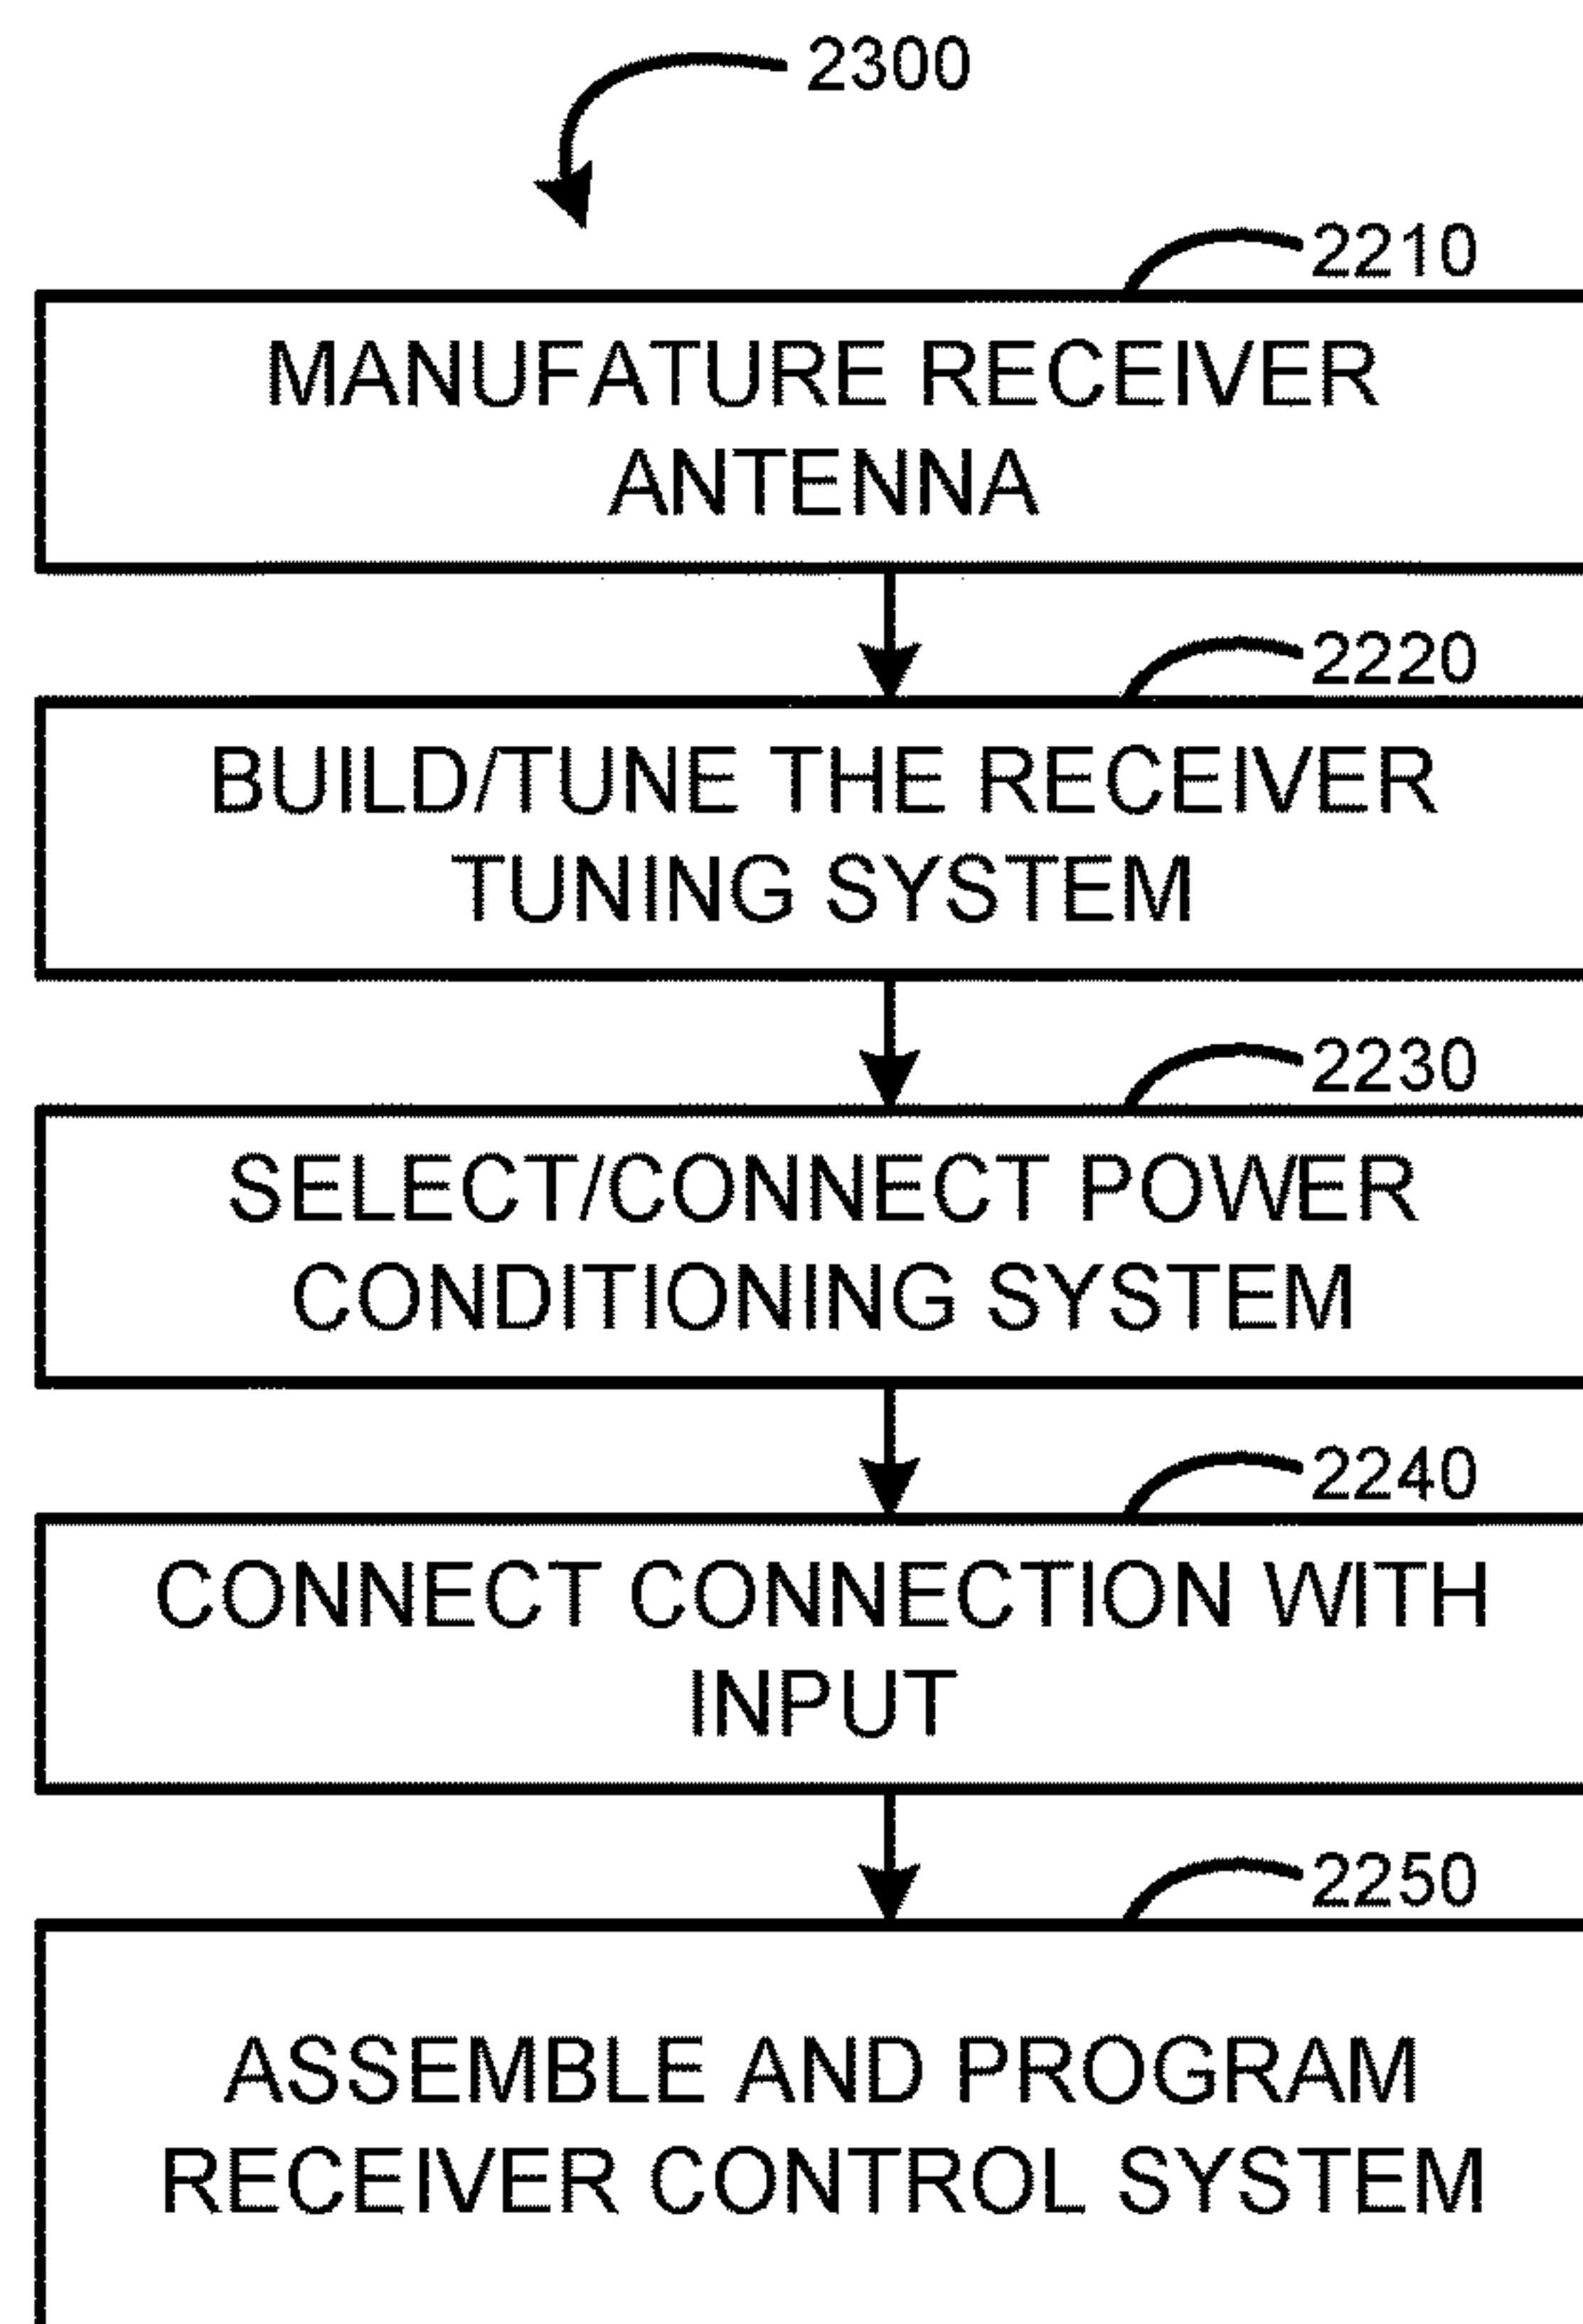 2300
2210
MANUFATURE RECEIVER
ANTENNA
2220
BUILD/TUNE THE RECEIVER
TUNING SYSTEM
2230
SELECT/CONNECT POWER
CONDITIONING SYSTEM
2240
CONNECT CONNECTION WITH
INPUT
2250
ASSEMBLE AND PROGRAM
RECEIVER CONTROL SYSTEM